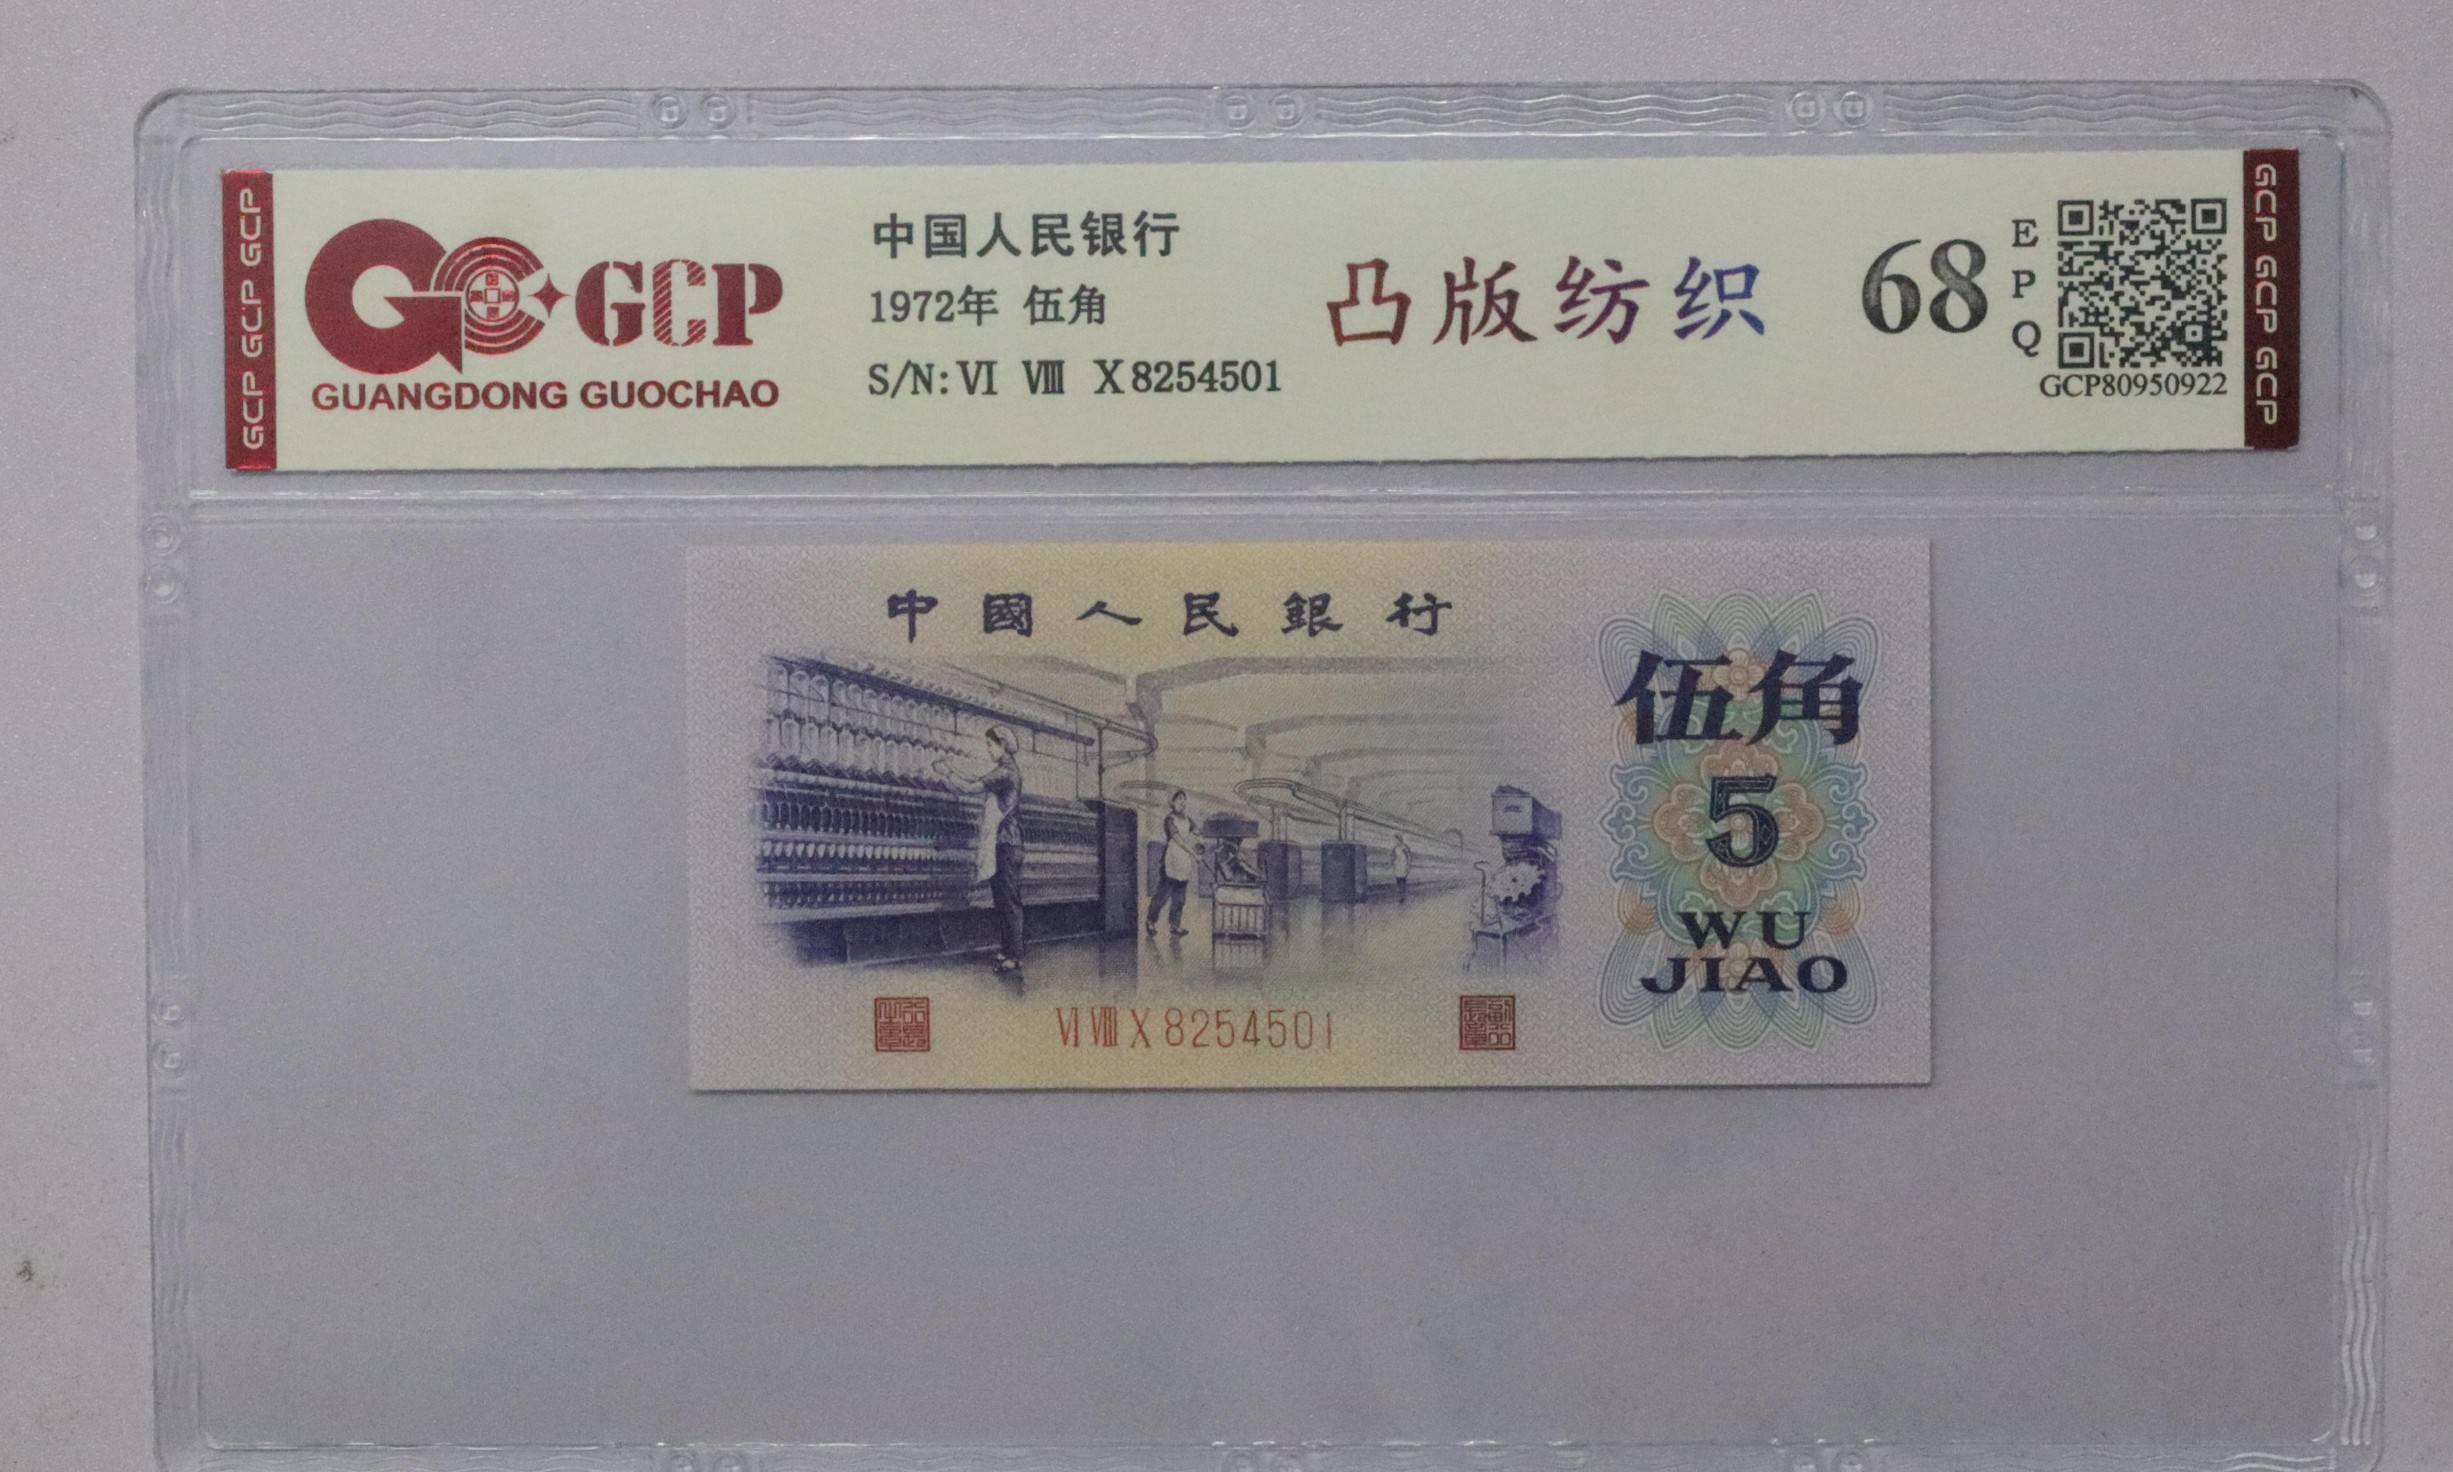 GCP GCP GCP
GCP
GUANGDONG GUOCHAO
中国人民银行
1972年 伍角
S/N: VI VIII X 8254501
凸版纺织
68
E
P
Q
GCP80950922
GCP GCP GCP
中國人民銀行
伍角
5
WU
JIAO
VI VIII X 8254501